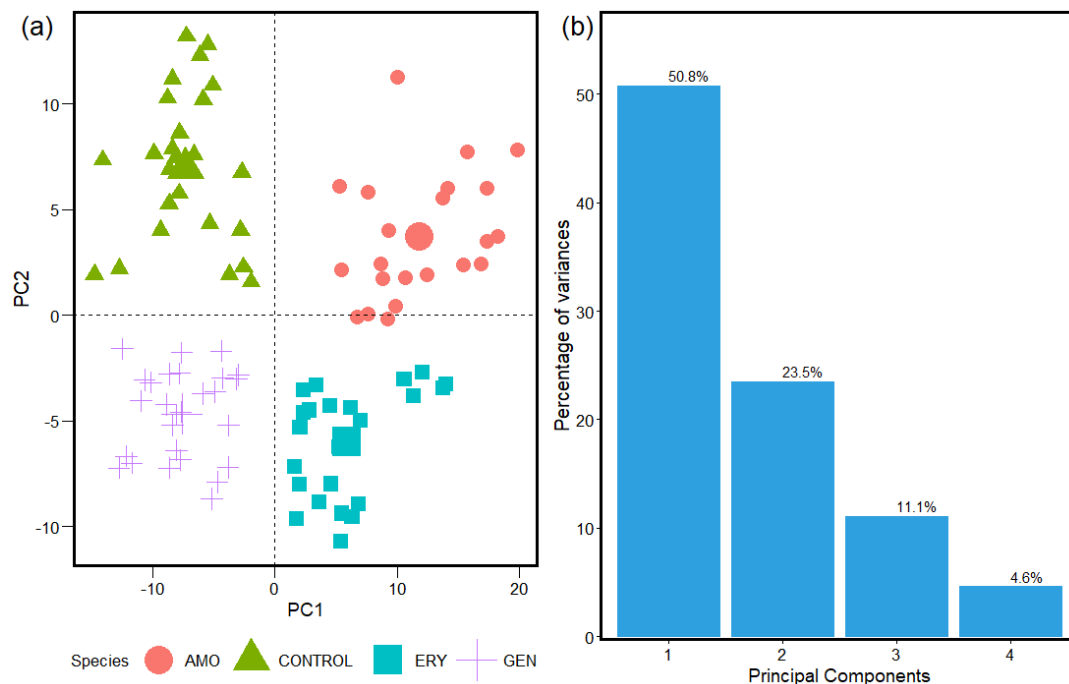 (a)
PC2
10
5
0
-5
-10
-10
0
10
20
PC1
Species
AMO
CONTROL
ERY
GEN
(b)
Percentage of variances
50
40
30
20
10
0
50.8%
23.5%
11.1%
4.6%
1
2
3
4
Principal Components